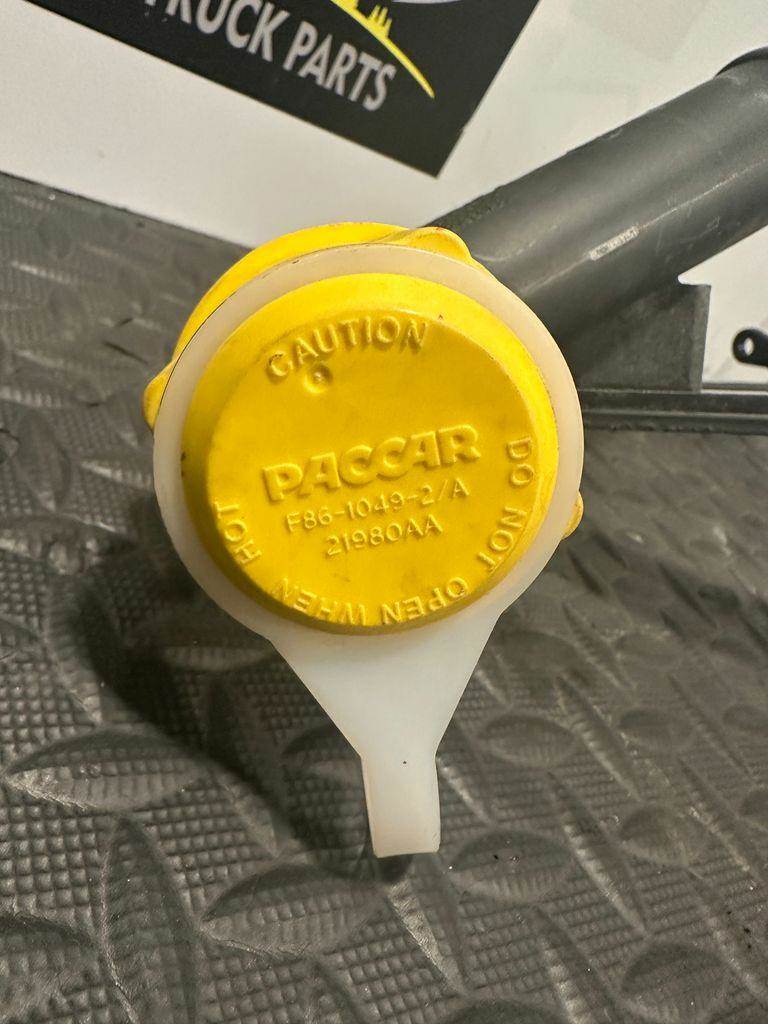 TRUCK PARTS
CAUTION
PACCAR
F86-1049-2/A
21980AA
DO NOT OPEN WHEN HOT